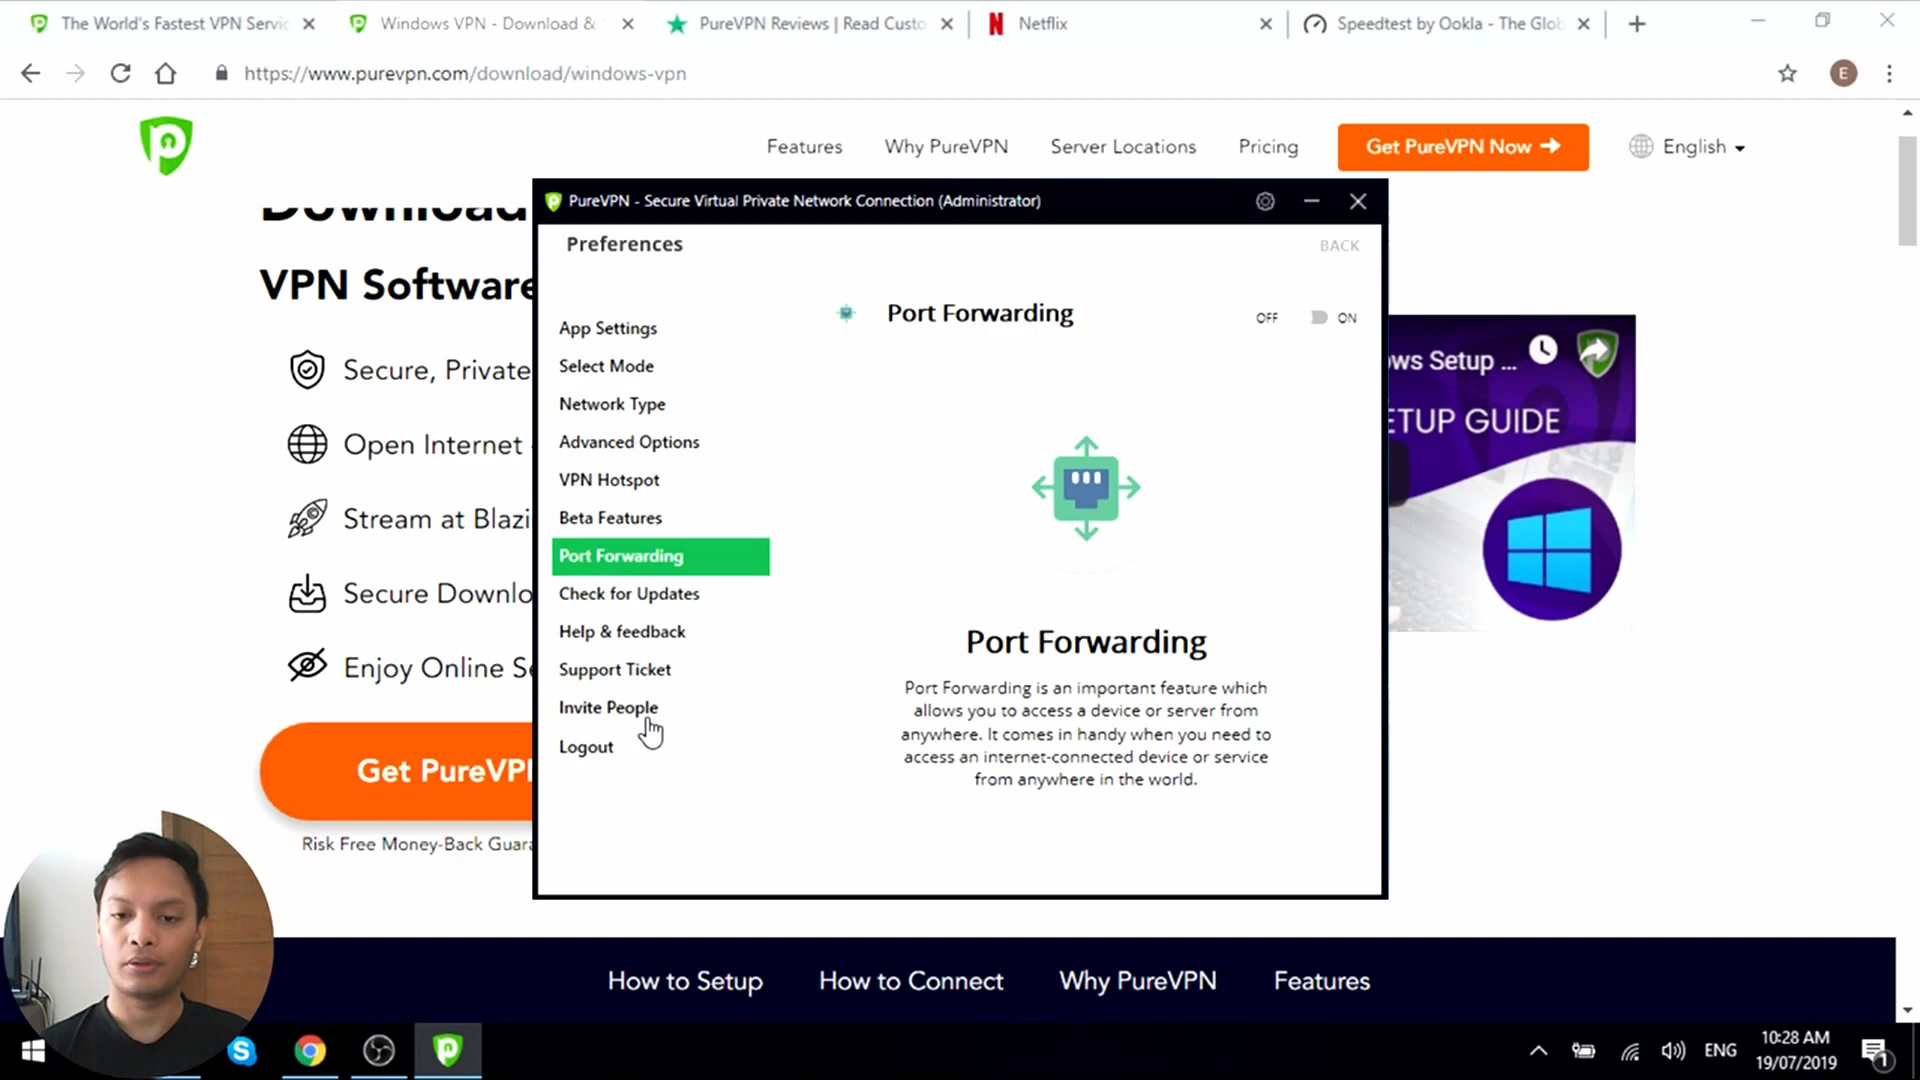 The World's Fastest VPN Servic
Windows VPN - Download &
PureVPN Reviews | Read Custo
Netflix
Speedtest by Ookla - The Glob
https://www.purevpn.com/download/windows-vpn
E
Features
Why PureVPN
Server Locations
Pricing
Get PureVPN Now
English
Download
VPN Software
Secure, Private
Open Internet
Stream at Blazi
Secure Downlo
Enjoy Online Se
Get PureVPN
Risk Free Money-Back Guara
PureVPN - Secure Virtual Private Network Connection (Administrator)
Preferences
BACK
App Settings
Select Mode
Network Type
Advanced Options
VPN Hotspot
Beta Features
Port Forwarding
Check for Updates
Help & feedback
Support Ticket
Invite People
Logout
Port Forwarding
OFF
ON
Port Forwarding
Port Forwarding is an important feature which
allows you to access a device or server from
anywhere. It comes in handy when you need to
access an internet-connected device or service
from anywhere in the world.
ows Setup ...
ETUP GUIDE
How to Setup
How to Connect
Why PureVPN
Features
ENG
10:28 AM
19/07/2019
1